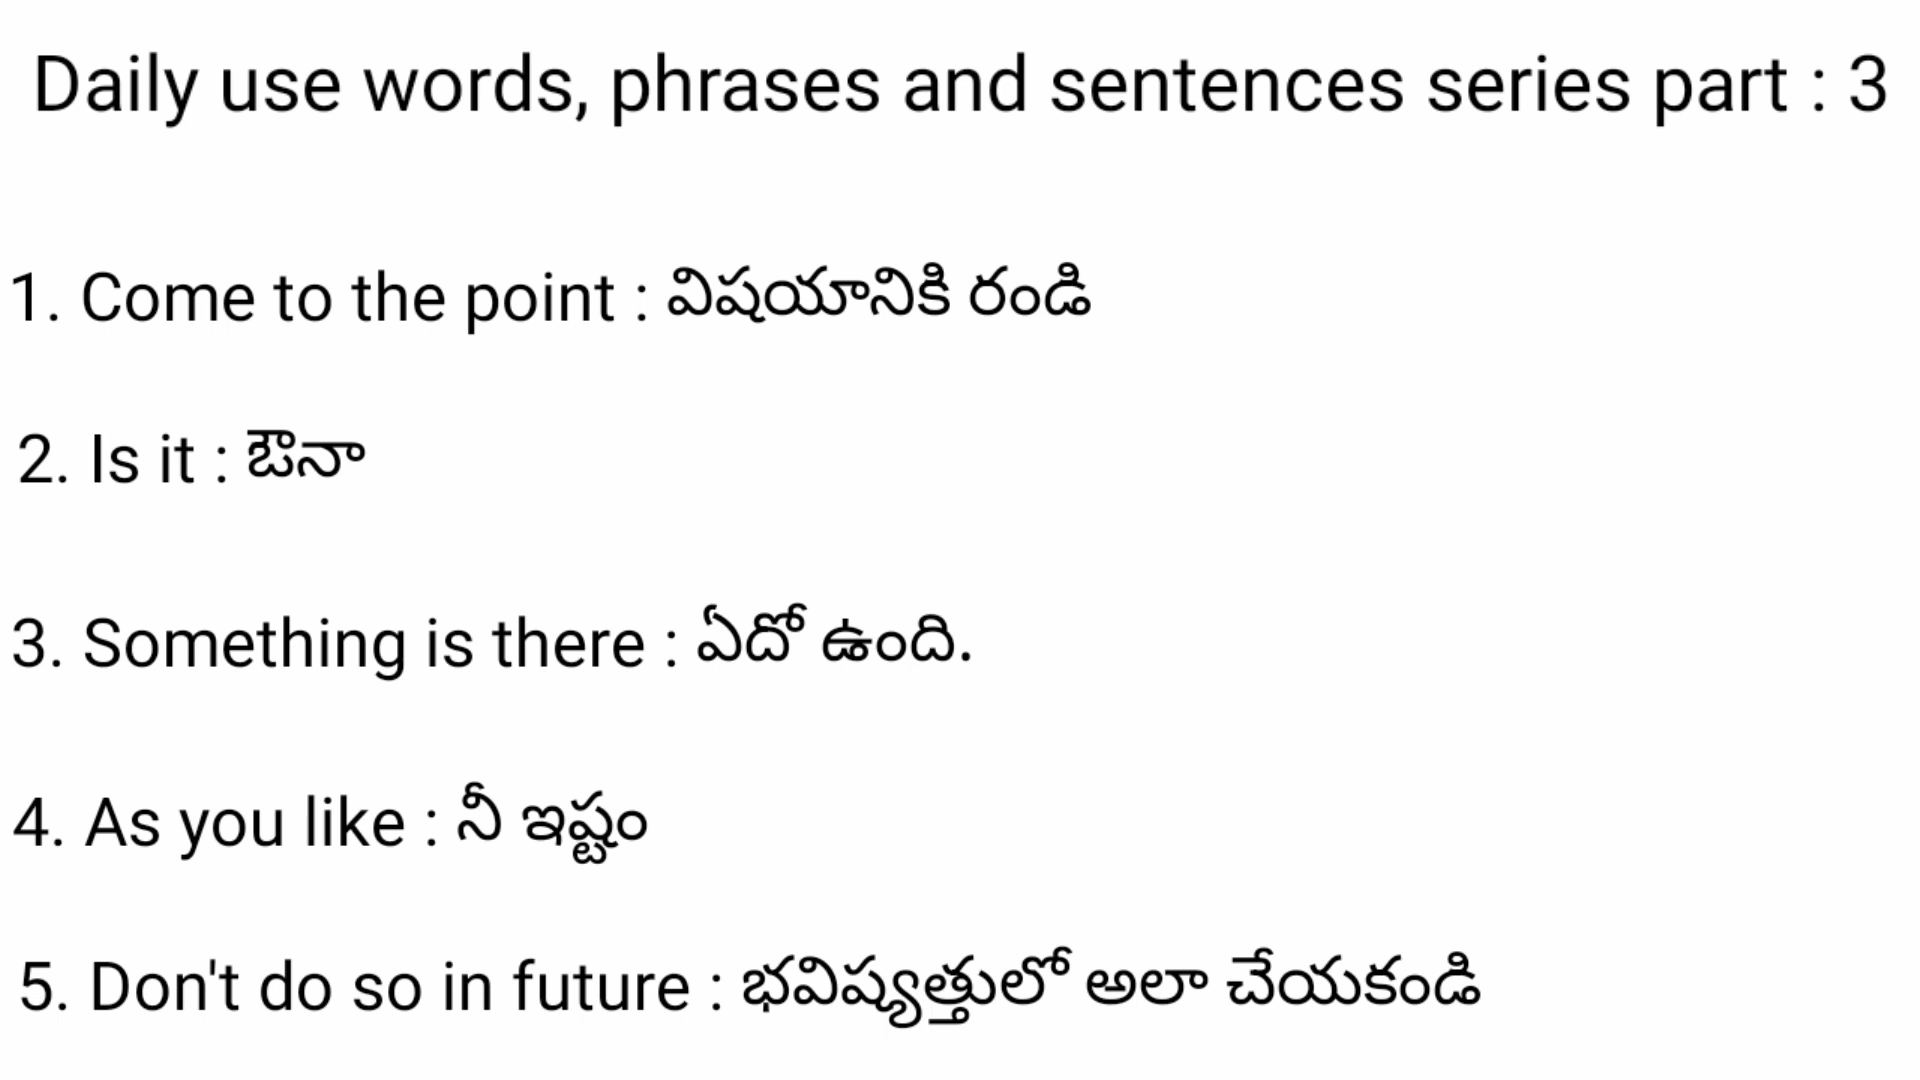 Daily use words, phrases and sentences series part : 3
1. Come to the point : విషయానికి రండి
2. Is it : ఔనా
3. Something is there : ఏదో ఉంది.
4. As you like : నీ ఇష్టం
5. Don't do so in future : భవిష్యత్తులో అలా చేయకండి